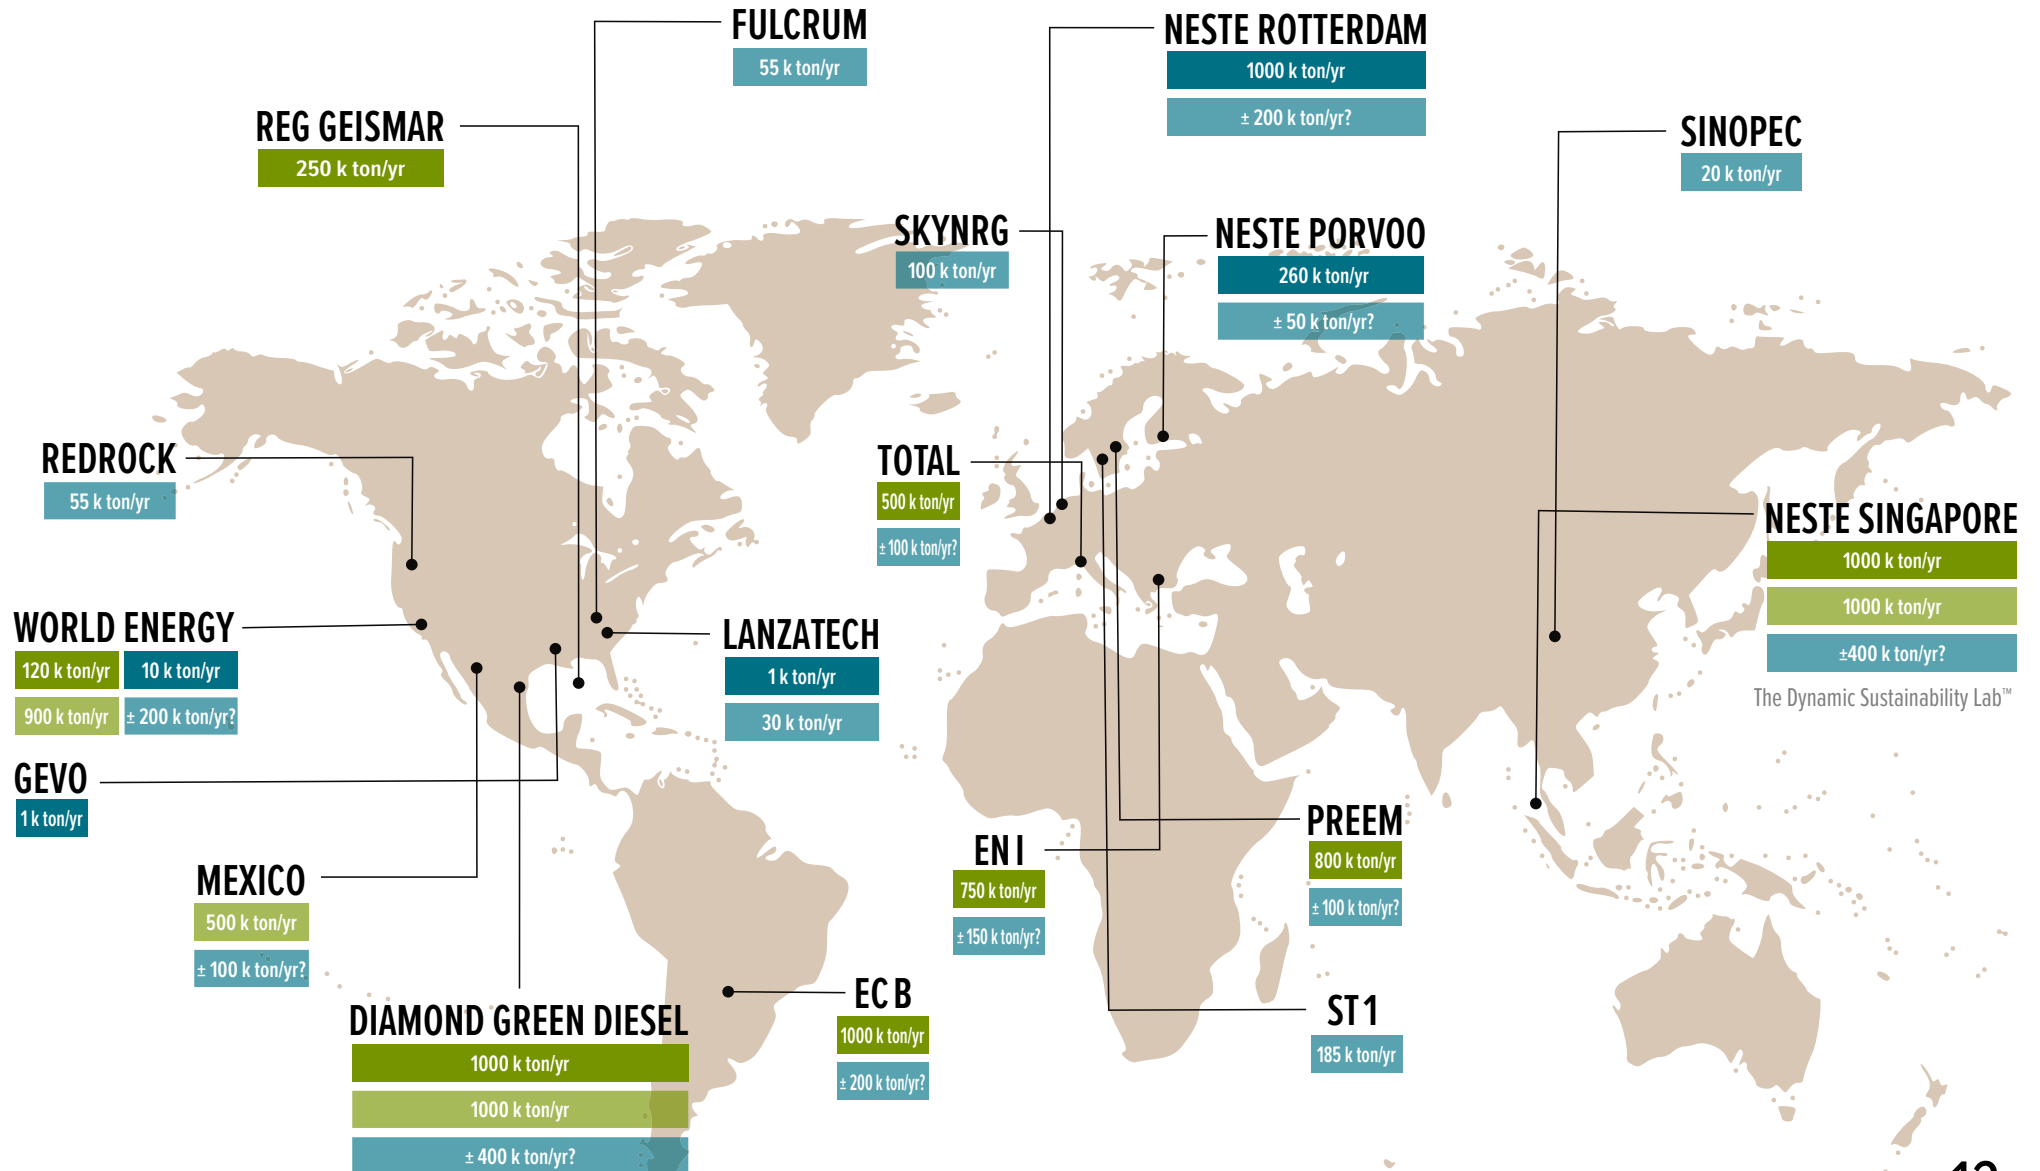 FULCRUM
55 k ton/yr
NESTE ROTTERDAM
1000 k ton/yr
± 200 k ton/yr?
REG GEISMAR
250 k ton/yr
SINOPEC
20 k ton/yr
SKYNRG
100 k ton/yr
NESTE PORVOO
260 k ton/yr
± 50 k ton/yr?
REDROCK
55 k ton/yr
TOTAL
500 k ton/yr
± 100 k ton/yr?
NESTE SINGAPORE
1000 k ton/yr
1000 k ton/yr
±400 k ton/yr?
The Dynamic Sustainability Lab™
WORLD ENERGY
120 k ton/yr 10 k ton/yr
900 k ton/yr ± 200 k ton/yr?
LANZATECH
1 k ton/yr
30 k ton/yr
GEVO
1 k ton/yr
MEXICO
500 k ton/yr
± 100 k ton/yr?
EN I
750 k ton/yr
± 150 k ton/yr?
PREEM
800 k ton/yr
± 100 k ton/yr?
DIAMOND GREEN DIESEL
1000 k ton/yr
1000 k ton/yr
± 400 k ton/yr?
EC B
1000 k ton/yr
± 200 k ton/yr?
ST 1
185 k ton/yr